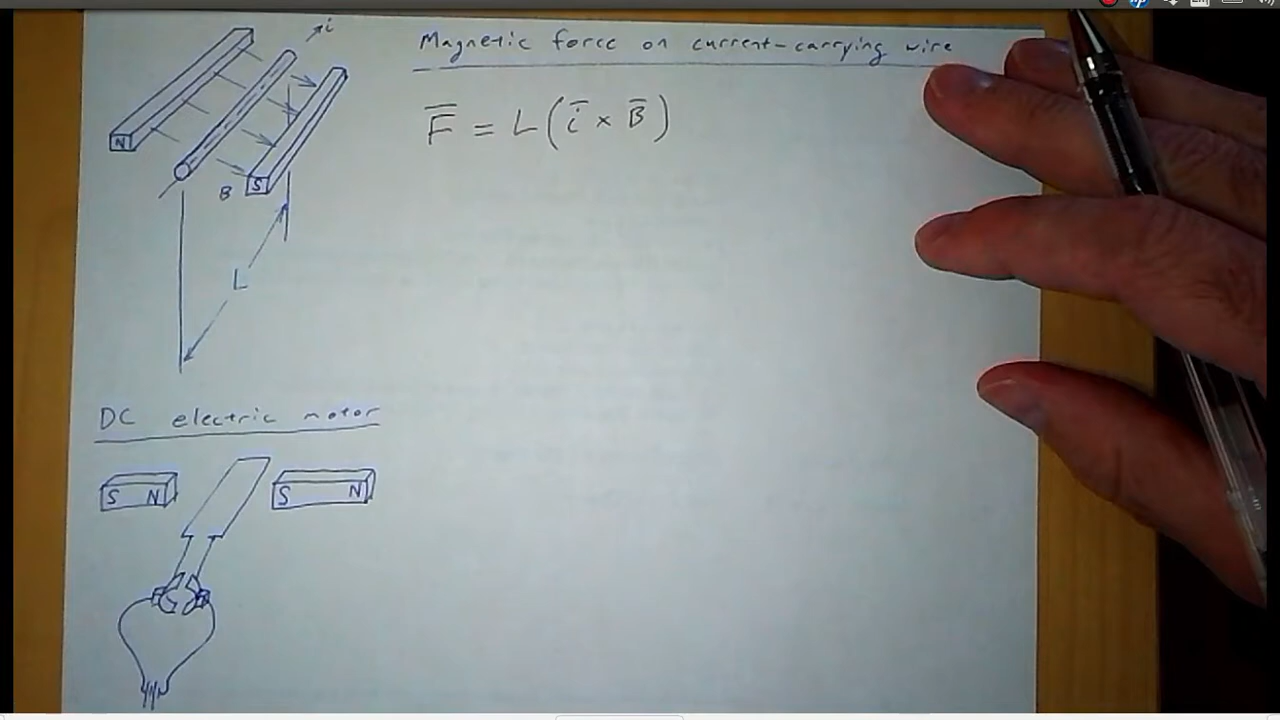 i
Magnetic force on current-carrying wire
N
F̅ = L(i̅ × B̅)
B
S
L
DC electric motor
S N
S N